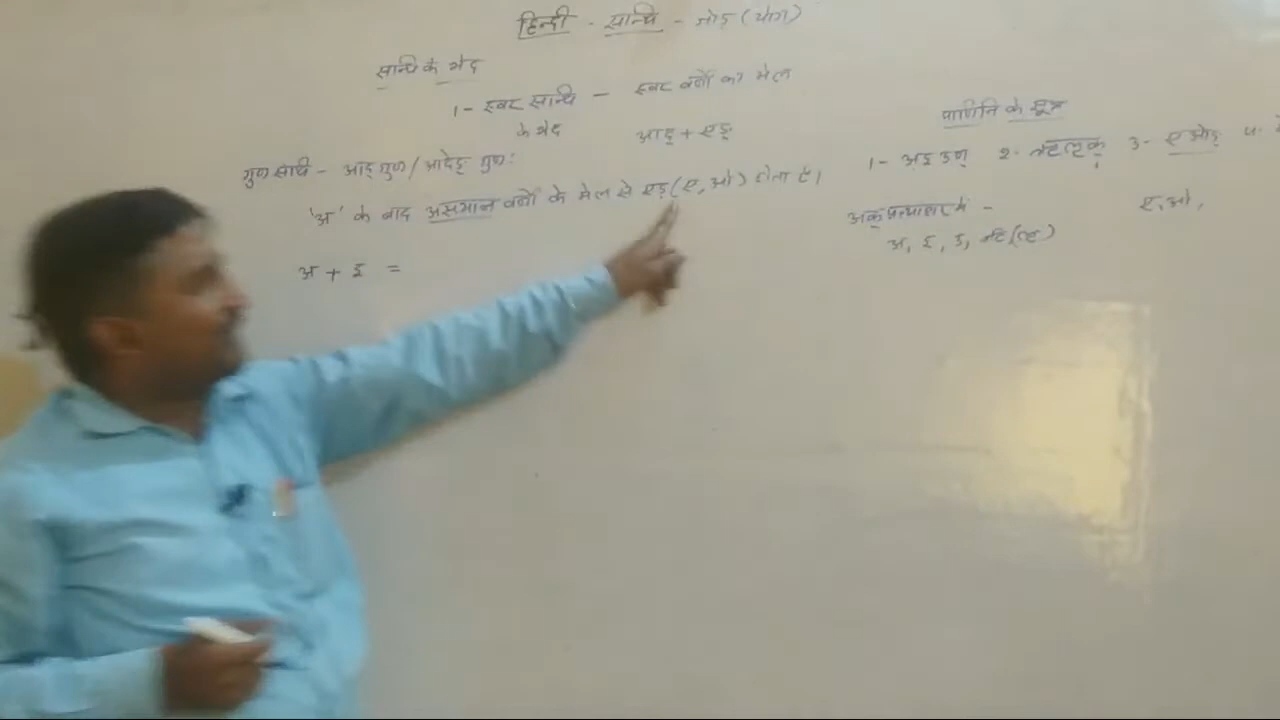 हिन्दी - सन्धि - जोड़ (योग)
सन्धि के भेद
1- स्वर सन्धि - स्वर वर्णों का मेल
के भेद आद् + एङ्
गुण सन्धि - आद्गुण / आदेङ् गुणः
'अ' के बाद असमान वर्णों के मेल से एङ् (ए, ओ) होता है।
अ + इ =
पाणिनि के सूत्र
1- अइउण् 2- ऋलृक् 3- एओङ् 4-
अक् प्रत्याहार में -
अ, इ, उ, ऋ (लृ)
ए, ओ,